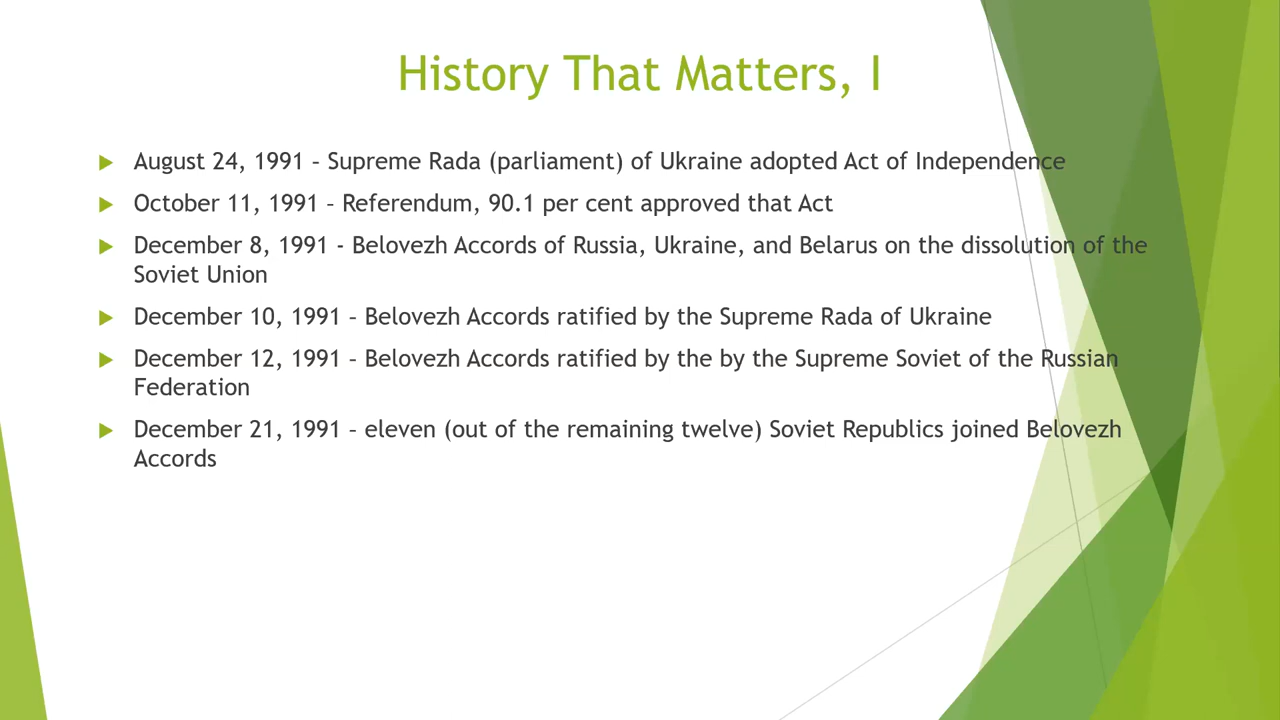 History That Matters, I
August 24, 1991 – Supreme Rada (parliament) of Ukraine adopted Act of Independence
October 11, 1991 – Referendum, 90.1 per cent approved that Act
December 8, 1991 - Belovezh Accords of Russia, Ukraine, and Belarus on the dissolution of the
Soviet Union
December 10, 1991 – Belovezh Accords ratified by the Supreme Rada of Ukraine
December 12, 1991 – Belovezh Accords ratified by the by the Supreme Soviet of the Russian
Federation
December 21, 1991 – eleven (out of the remaining twelve) Soviet Republics joined Belovezh
Accords